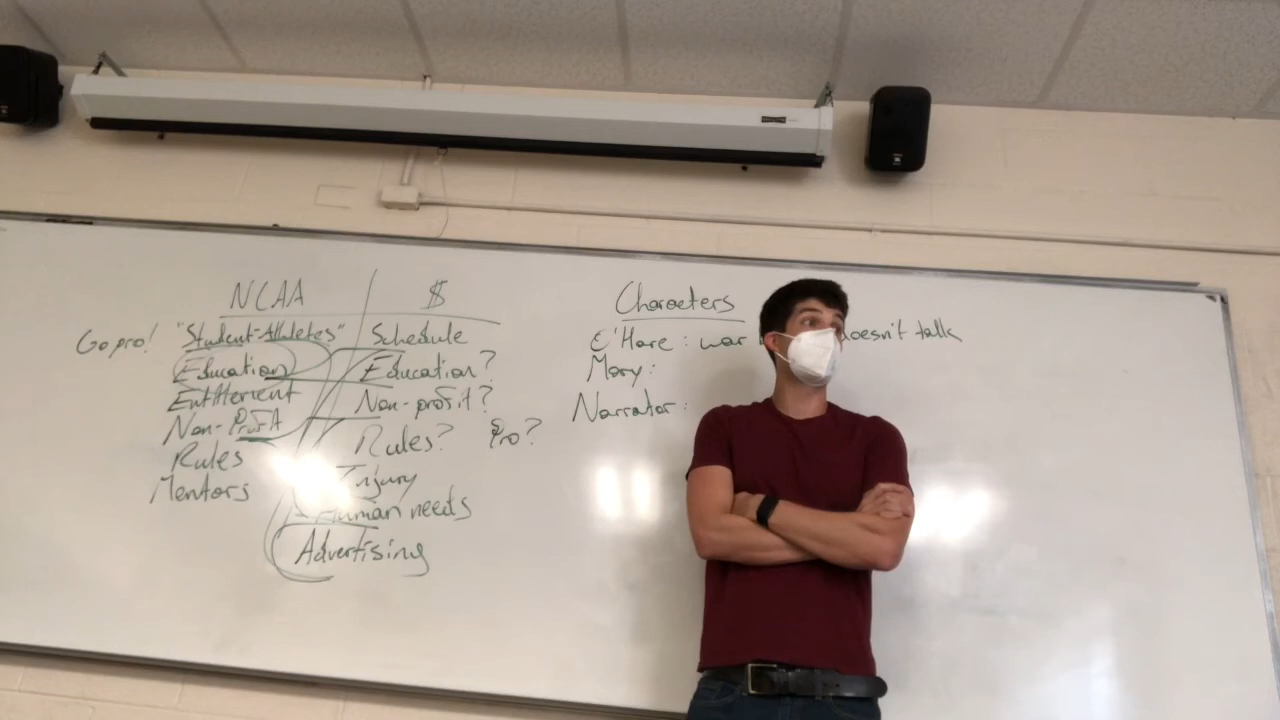 NCAA $
Go pro! "Student-Athletes" Schedule
Education Education?
Entitlement Non-profit?
Non-Profit Rules? Pro?
Rules Injury
Mentors Human needs
Advertising
Characters
E'Hare: war doesn't talk
Mary:
Narrator: